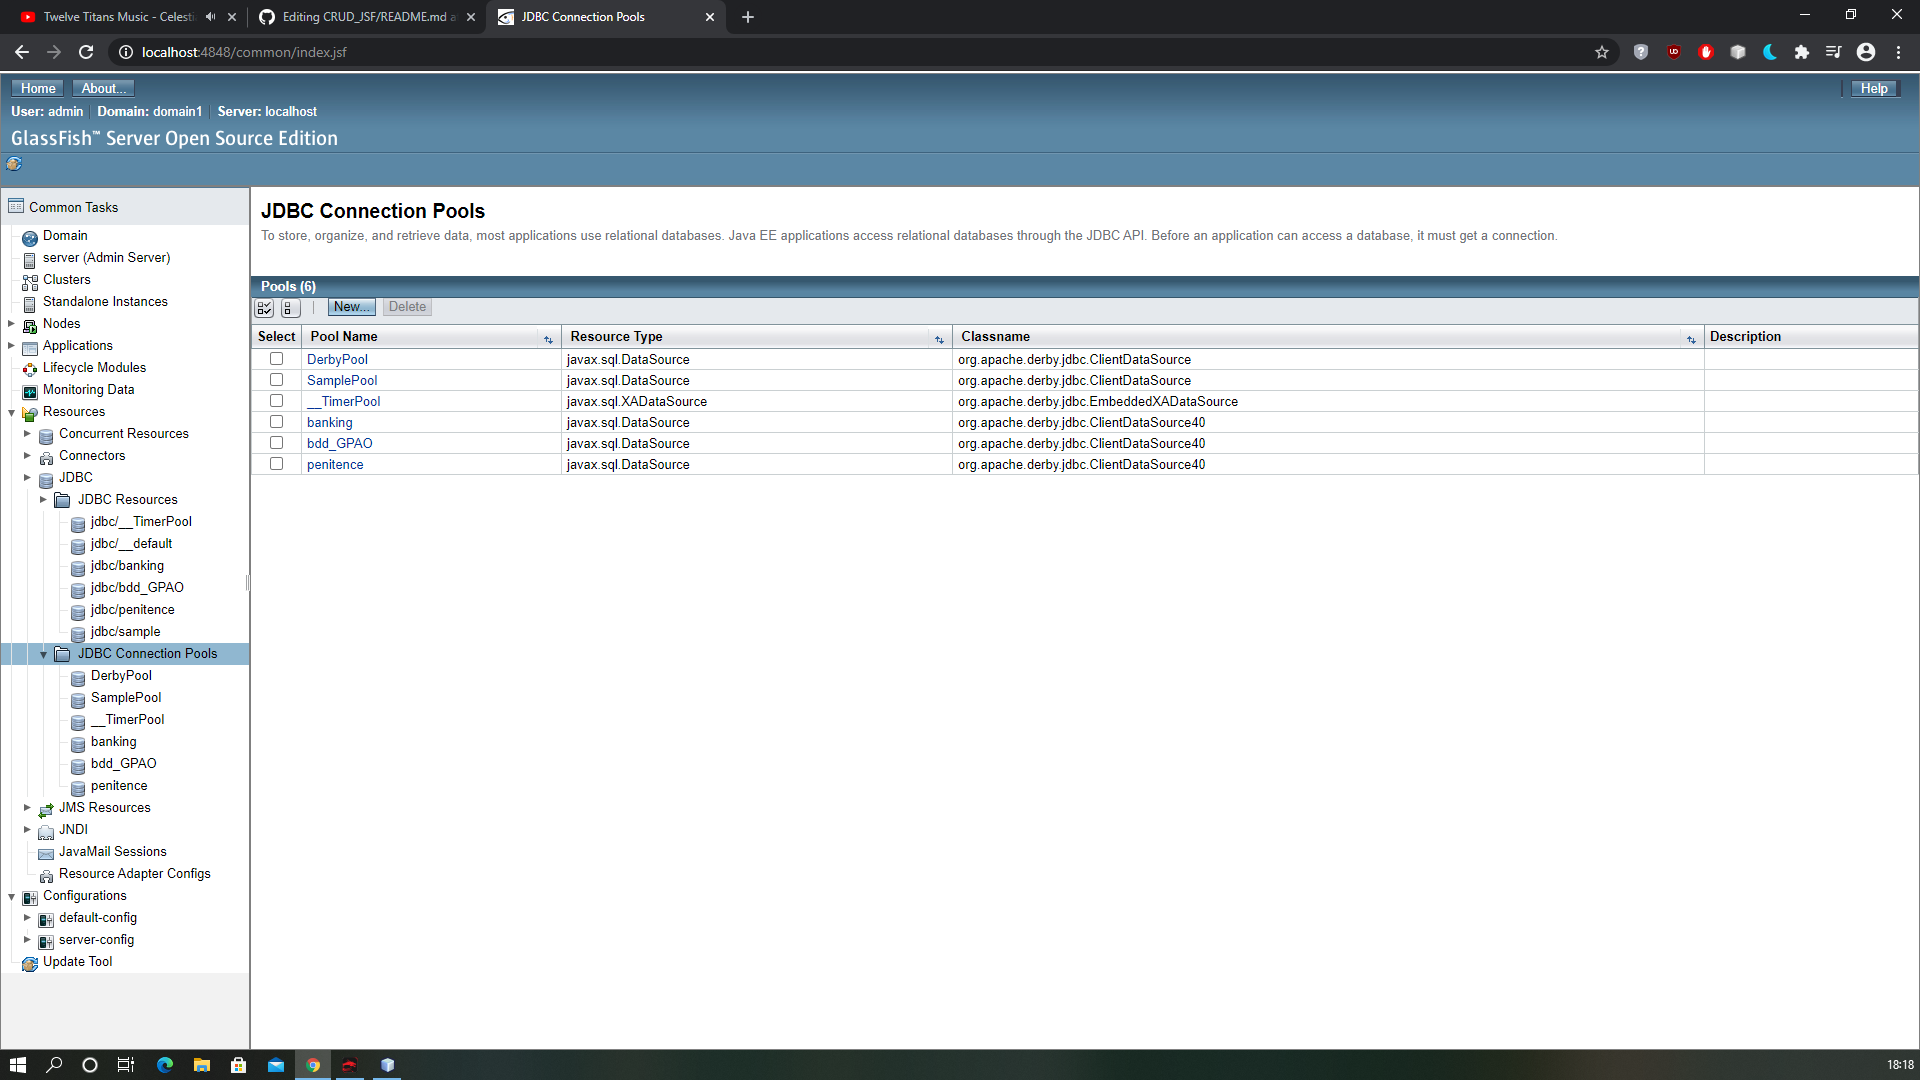 Twelve Titans Music - Celesti
Editing CRUD_JSF/README.md a
JDBC Connection Pools
localhost:4848/common/index.jsf
Home
About...
Help
User: admin
Domain: domain1
Server: localhost
GlassFish™ Server Open Source Edition
Common Tasks
Domain
server (Admin Server)
Clusters
Standalone Instances
Nodes
Applications
Lifecycle Modules
Monitoring Data
Resources
Concurrent Resources
Connectors
JDBC
JDBC Resources
jdbc/__TimerPool
jdbc/__default
jdbc/banking
jdbc/bdd_GPAO
jdbc/penitence
jdbc/sample
JDBC Connection Pools
DerbyPool
SamplePool
__TimerPool
banking
bdd_GPAO
penitence
JMS Resources
JNDI
JavaMail Sessions
Resource Adapter Configs
Configurations
default-config
server-config
Update Tool
JDBC Connection Pools
To store, organize, and retrieve data, most applications use relational databases. Java EE applications access relational databases through the JDBC API. Before an application can access a database, it must get a connection.
Pools (6)
New...
Delete
Select Pool Name Resource Type Classname Description
DerbyPool javax.sql.DataSource org.apache.derby.jdbc.ClientDataSource
SamplePool javax.sql.DataSource org.apache.derby.jdbc.ClientDataSource
__TimerPool javax.sql.XADataSource org.apache.derby.jdbc.EmbeddedXADataSource
banking javax.sql.DataSource org.apache.derby.jdbc.ClientDataSource40
bdd_GPAO javax.sql.DataSource org.apache.derby.jdbc.ClientDataSource40
penitence javax.sql.DataSource org.apache.derby.jdbc.ClientDataSource40
18:18